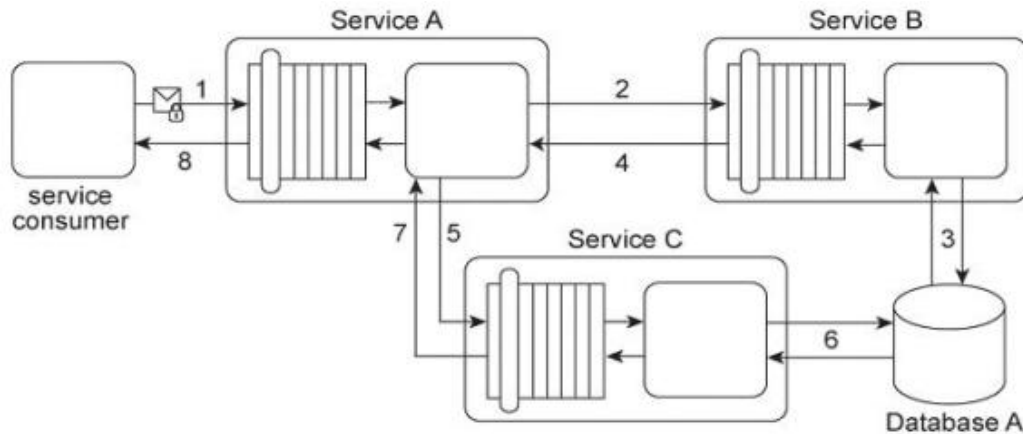 Service A
Service B
1
2
8
4
service
consumer
7
5
3
Service C
6
Database A